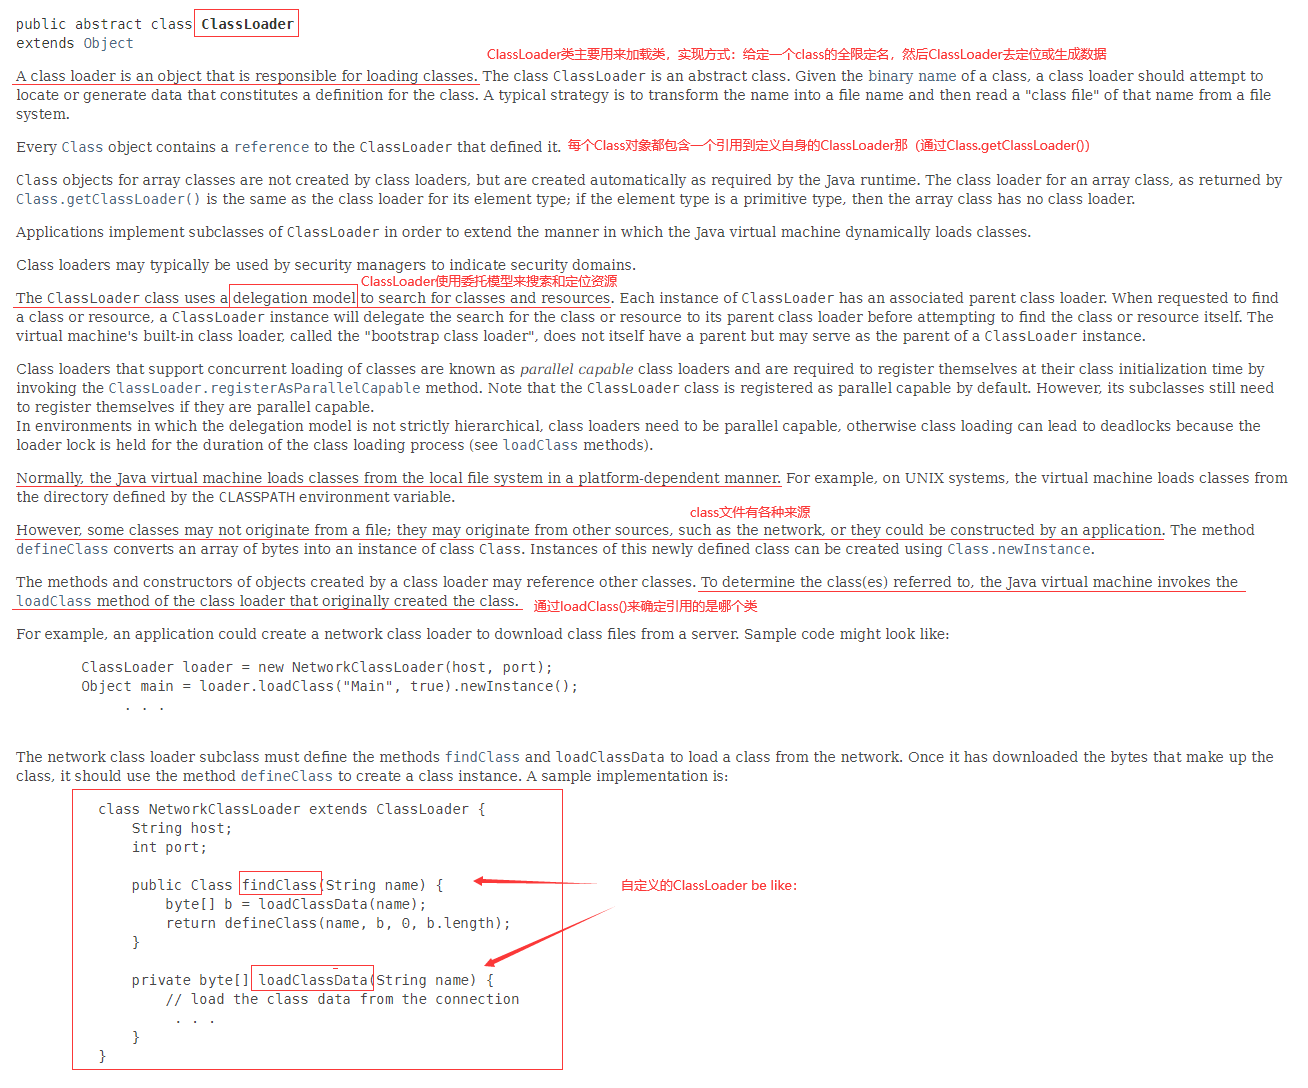 public abstract class ClassLoader
extends Object
ClassLoader类主要用来加载类，实现方式：给定一个class的全限定名，然后ClassLoader去定位或生成数据
A class loader is an object that is responsible for loading classes. The class ClassLoader is an abstract class. Given the binary name of a class, a class loader should attempt to
locate or generate data that constitutes a definition for the class. A typical strategy is to transform the name into a file name and then read a "class file" of that name from a file
system.
Every Class object contains a reference to the ClassLoader that defined it. 每个Class对象都包含一个引用到定义自身的ClassLoader那（通过Class.getClassLoader()）
Class objects for array classes are not created by class loaders, but are created automatically as required by the Java runtime. The class loader for an array class, as returned by
Class.getClassLoader() is the same as the class loader for its element type; if the element type is a primitive type, then the array class has no class loader.
Applications implement subclasses of ClassLoader in order to extend the manner in which the Java virtual machine dynamically loads classes.
Class loaders may typically be used by security managers to indicate security domains.
ClassLoader使用委托模型来搜索和定位资源
The ClassLoader class uses a delegation model to search for classes and resources. Each instance of ClassLoader has an associated parent class loader. When requested to find
a class or resource, a ClassLoader instance will delegate the search for the class or resource to its parent class loader before attempting to find the class or resource itself. The
virtual machine's built-in class loader, called the "bootstrap class loader", does not itself have a parent but may serve as the parent of a ClassLoader instance.
Class loaders that support concurrent loading of classes are known as parallel capable class loaders and are required to register themselves at their class initialization time by
invoking the ClassLoader.registerAsParallelCapable method. Note that the ClassLoader class is registered as parallel capable by default. However, its subclasses still need
to register themselves if they are parallel capable.
In environments in which the delegation model is not strictly hierarchical, class loaders need to be parallel capable, otherwise class loading can lead to deadlocks because the
loader lock is held for the duration of the class loading process (see loadClass methods).
Normally, the Java virtual machine loads classes from the local file system in a platform-dependent manner. For example, on UNIX systems, the virtual machine loads classes from
the directory defined by the CLASSPATH environment variable.
class文件有各种来源
However, some classes may not originate from a file; they may originate from other sources, such as the network, or they could be constructed by an application. The method
defineClass converts an array of bytes into an instance of class Class. Instances of this newly defined class can be created using Class.newInstance.
The methods and constructors of objects created by a class loader may reference other classes. To determine the class(es) referred to, the Java virtual machine invokes the
loadClass method of the class loader that originally created the class. 通过loadClass()来确定引用的是哪个类
For example, an application could create a network class loader to download class files from a server. Sample code might look like:
ClassLoader loader = new NetworkClassLoader(host, port);
Object main = loader.loadClass("Main", true).newInstance();
. . .
The network class loader subclass must define the methods findClass and loadClassData to load a class from the network. Once it has downloaded the bytes that make up the
class, it should use the method defineClass to create a class instance. A sample implementation is:
class NetworkClassLoader extends ClassLoader {
String host;
int port;
public Class findClass(String name) {
自定义的ClassLoader be like：
byte[] b = loadClassData(name);
return defineClass(name, b, 0, b.length);
}
private byte[] loadClassData(String name) {
// load the class data from the connection
. . .
}
}